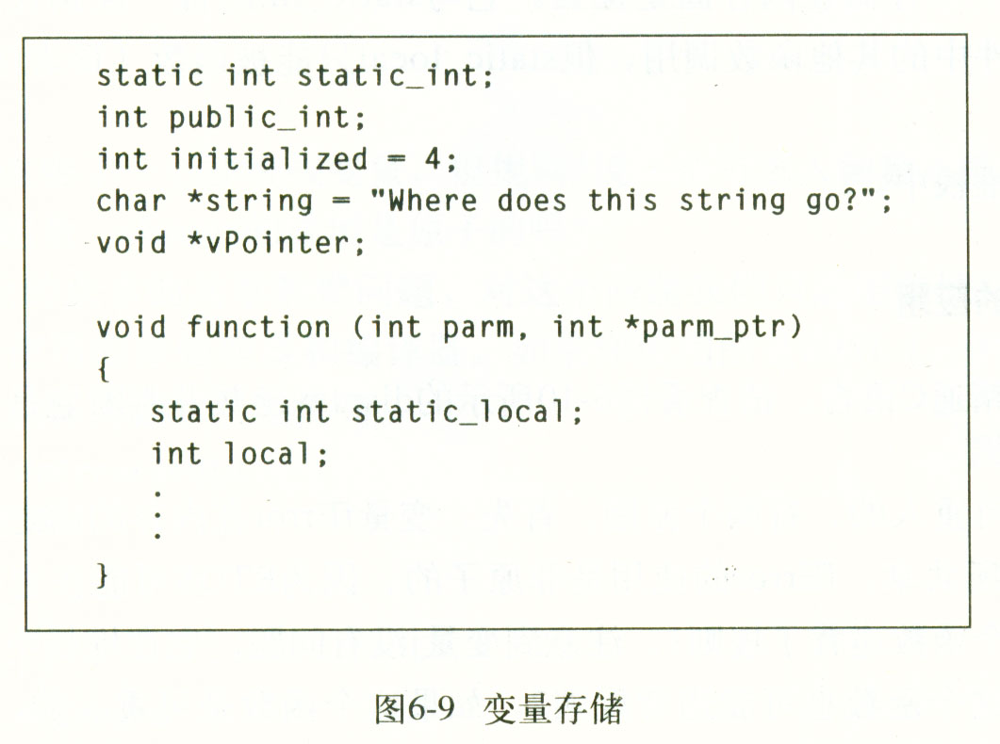 static int static_int;
int public_int;
int initialized = 4;
char *string = "Where does this string go?";
void *vPointer;
void function (int parm, int *parm_ptr)
{
static int static_local;
int local;
.
.
.
}
图6-9 变量存储